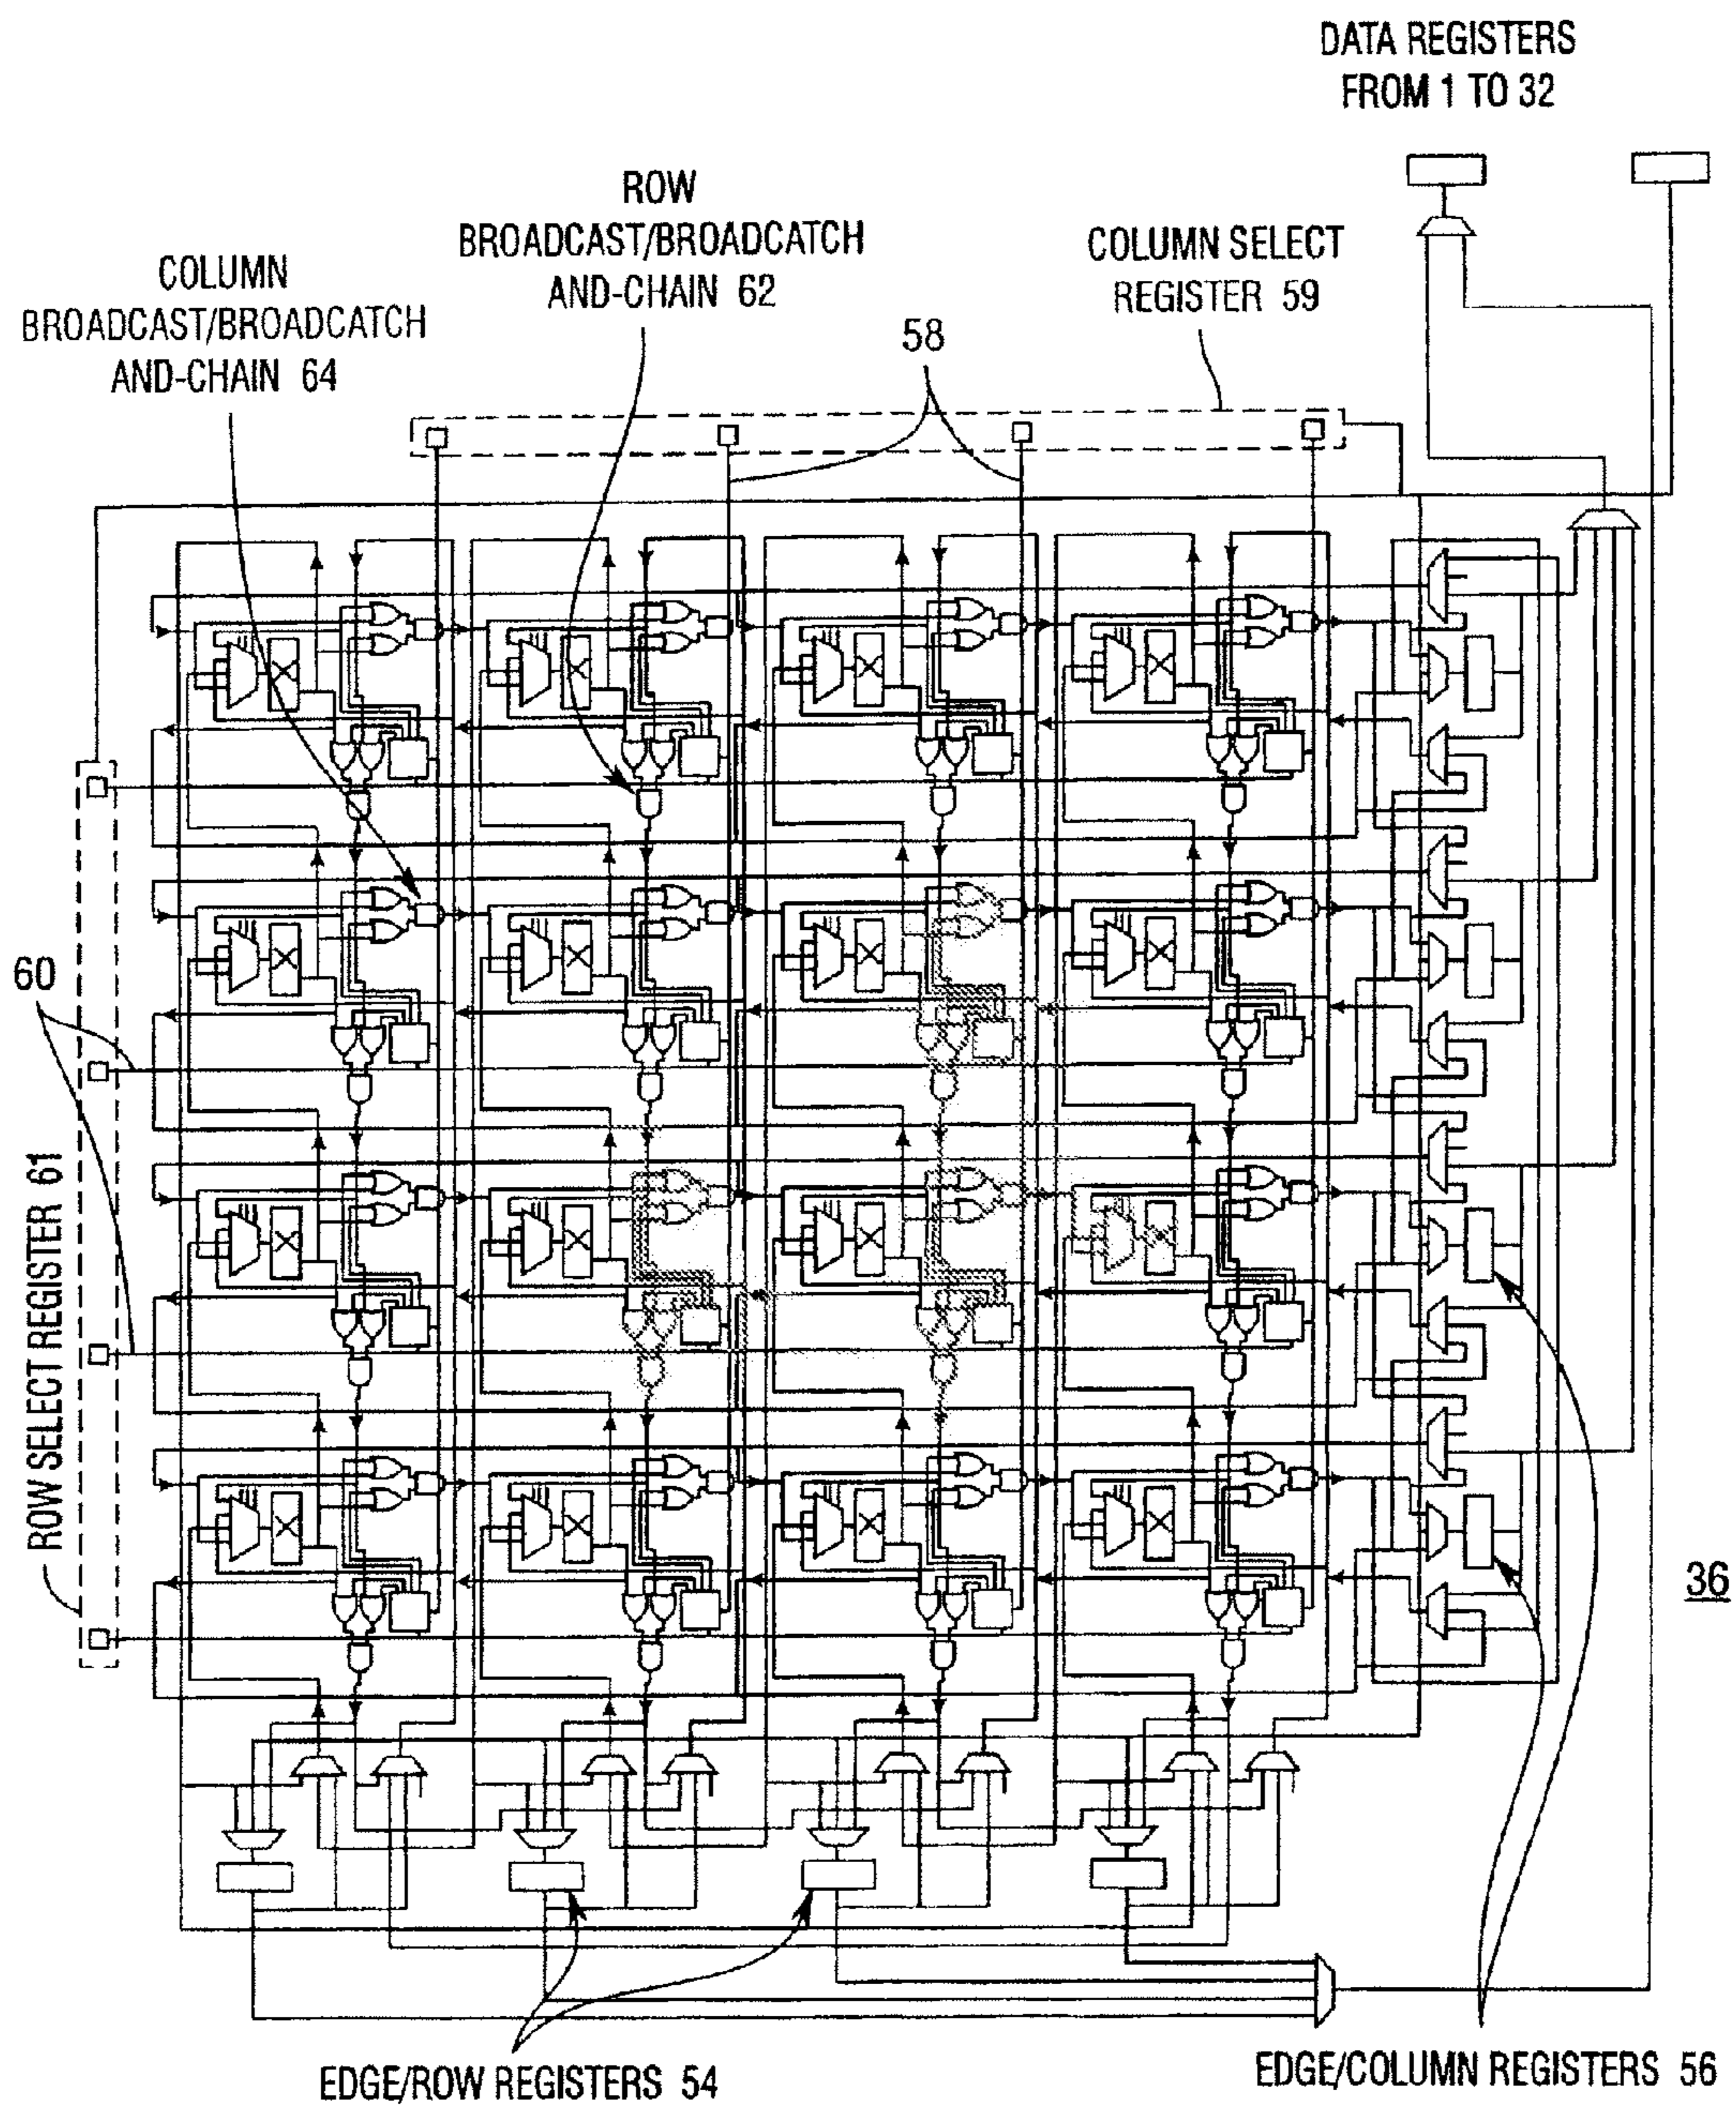 DATA REGISTERS
FROM 1 TO 32
ROW
BROADCAST/BROADCATCH
AND-CHAIN 62
COLUMN SELECT
REGISTER 59
COLUMN
BROADCAST/BROADCATCH
AND-CHAIN 64
58
60
ROW SELECT REGISTER 61
36
EDGE/ROW REGISTERS 54
EDGE/COLUMN REGISTERS 56